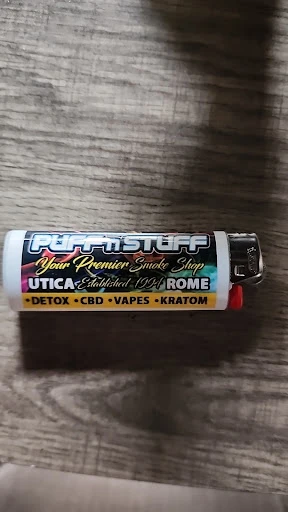 PUFF n STUFF
Your Premier Smoke Shop
UTICA Established 1994 ROME
• DETOX • CBD • VAPES • KRATOM